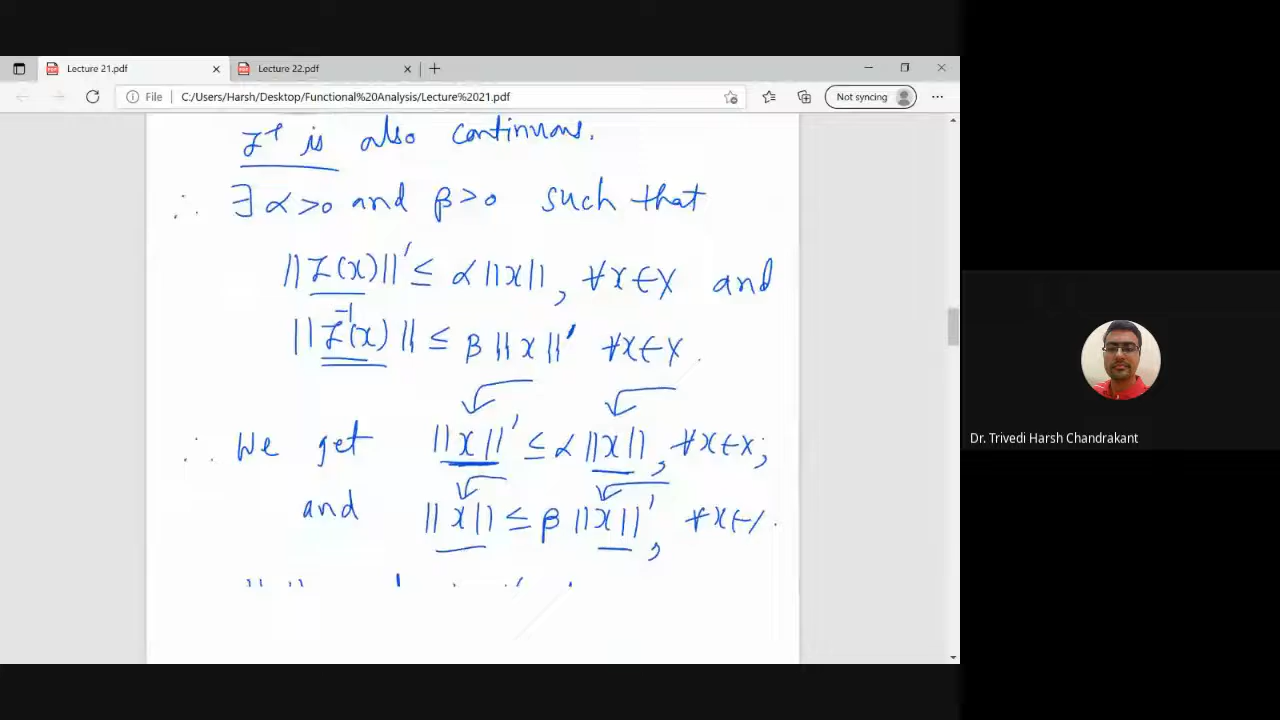 Lecture 21.pdf
Lecture 22.pdf
File
C:/Users/Harsh/Desktop/Functional%20Analysis/Lecture%2021.pdf
Not syncing
I⁻¹ is also continuous.
∴ ∃ α>0 and β>0 such that
||I(x)||' ≤ α||x||, ∀x∈X and
||I⁻¹(x)|| ≤ β||x||' ∀x∈X.
∴ We get ||x||' ≤ α||x||, ∀x∈X;
and ||x|| ≤ β||x||', ∀x∈X.
Dr. Trivedi Harsh Chandrakant